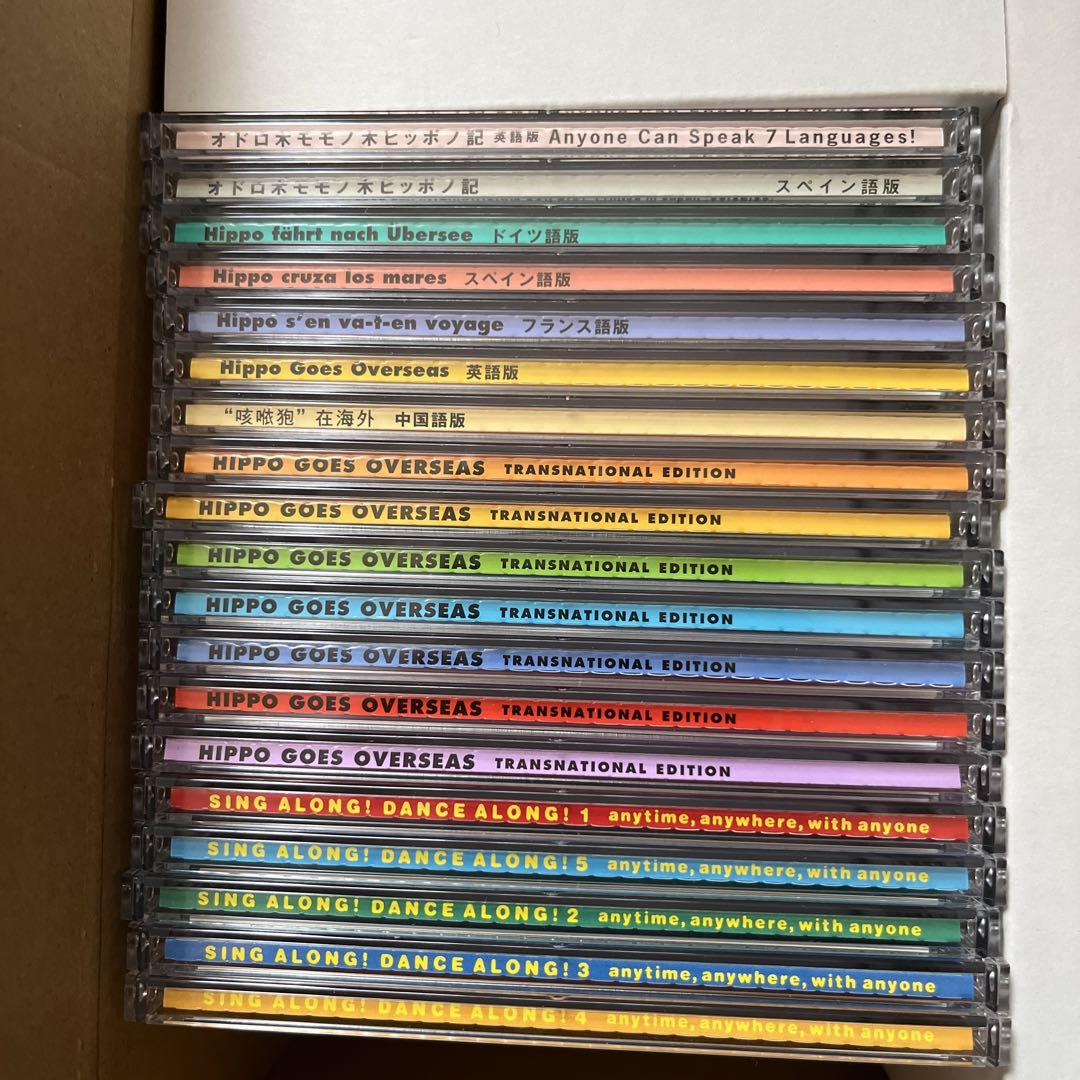 オドロ木モモノ木ヒッポノ記 英語版 Anyone Can Speak 7 Languages!
オドロ木モモノ木ヒッポノ記 スペイン語版
Hippo fährt nach Übersee ドイツ語版
Hippo cruza los mares スペイン語版
Hippo s'en va-t-en voyage フランス語版
Hippo Goes Overseas 英語版
“咳哌狍”在海外 中国語版
HIPPO GOES OVERSEAS TRANSNATIONAL EDITION
HIPPO GOES OVERSEAS TRANSNATIONAL EDITION
HIPPO GOES OVERSEAS TRANSNATIONAL EDITION
HIPPO GOES OVERSEAS TRANSNATIONAL EDITION
HIPPO GOES OVERSEAS TRANSNATIONAL EDITION
HIPPO GOES OVERSEAS TRANSNATIONAL EDITION
HIPPO GOES OVERSEAS TRANSNATIONAL EDITION
SING ALONG! DANCE ALONG! 1 anytime, anywhere, with anyone
SING ALONG! DANCE ALONG! 5 anytime, anywhere, with anyone
SING ALONG! DANCE ALONG! 2 anytime, anywhere, with anyone
SING ALONG! DANCE ALONG! 3 anytime, anywhere, with anyone
SING ALONG! DANCE ALONG! 4 anytime, anywhere, with anyone